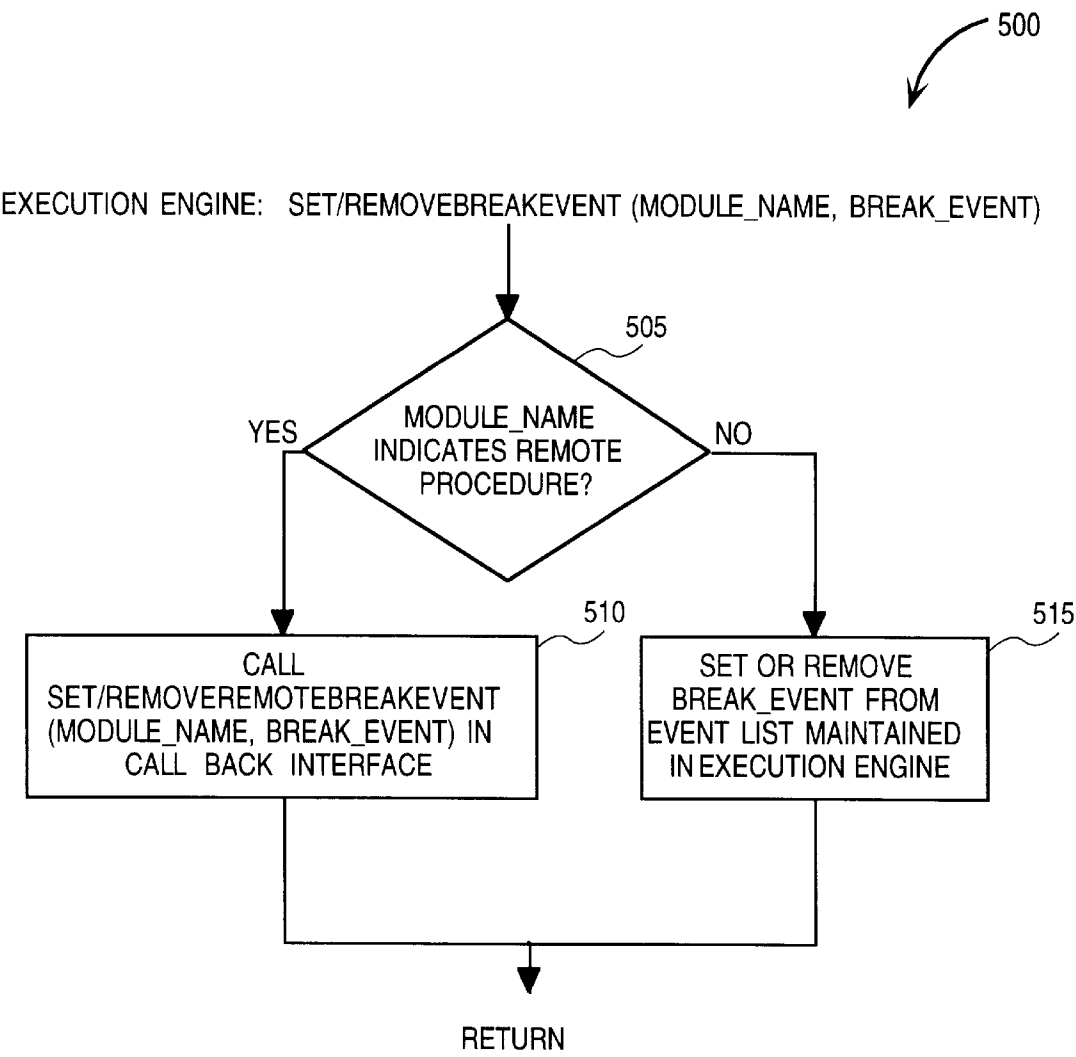 500
EXECUTION ENGINE: SET/REMOVEBREAKEVENT (MODULE_NAME, BREAK_EVENT)
505
MODULE_NAME
INDICATES REMOTE
PROCEDURE?
YES
NO
510
CALL
SET/REMOVEREMOTEBREAKEVENT
(MODULE_NAME, BREAK_EVENT) IN
CALL BACK INTERFACE
515
SET OR REMOVE
BREAK_EVENT FROM
EVENT LIST MAINTAINED
IN EXECUTION ENGINE
RETURN